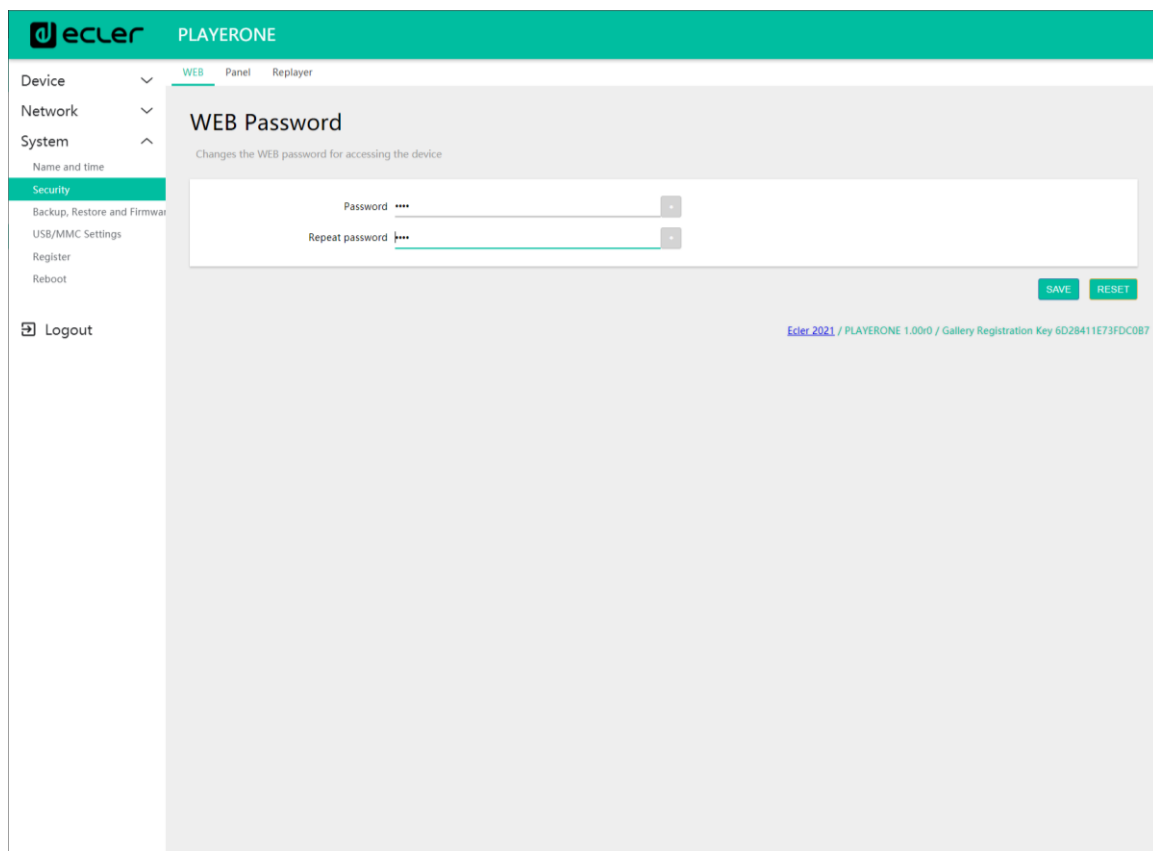 ecler PLAYERONE
WEB Panel Replayer
Device
Network
System
Name and time
Security
Backup, Restore and Firmwar
USB/MMC Settings
Register
Reboot
Logout
WEB Password
Changes the WEB password for accessing the device
Password ••••
Repeat password ••••
SAVE RESET
Ecler 2021 / PLAYERONE 1.00r0 / Gallery Registration Key 6D28411E73FDC0B7